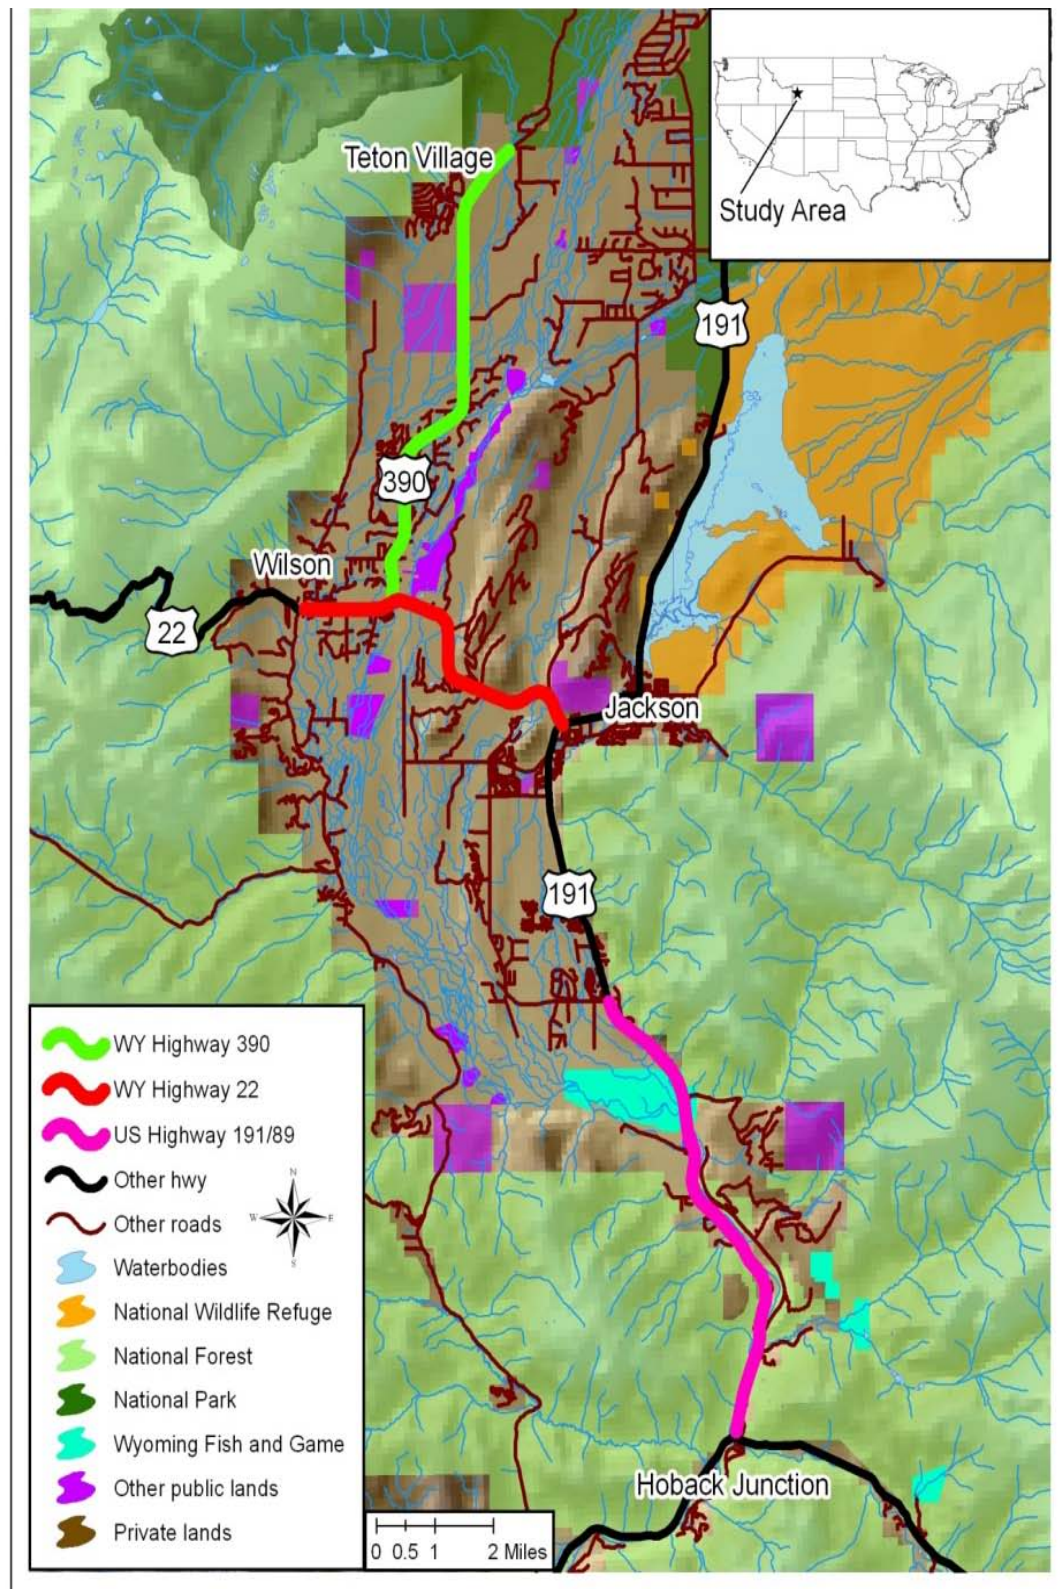 Study Area
Teton Village
191
390
Wilson
22
Jackson
191
WY Highway 390
WY Highway 22
US Highway 191/89
Other hwy
Other roads
N
W
E
S
Waterbodies
National Wildlife Refuge
National Forest
National Park
Wyoming Fish and Game
Other public lands
Private lands
Hoback Junction
0 0.5 1 2 Miles